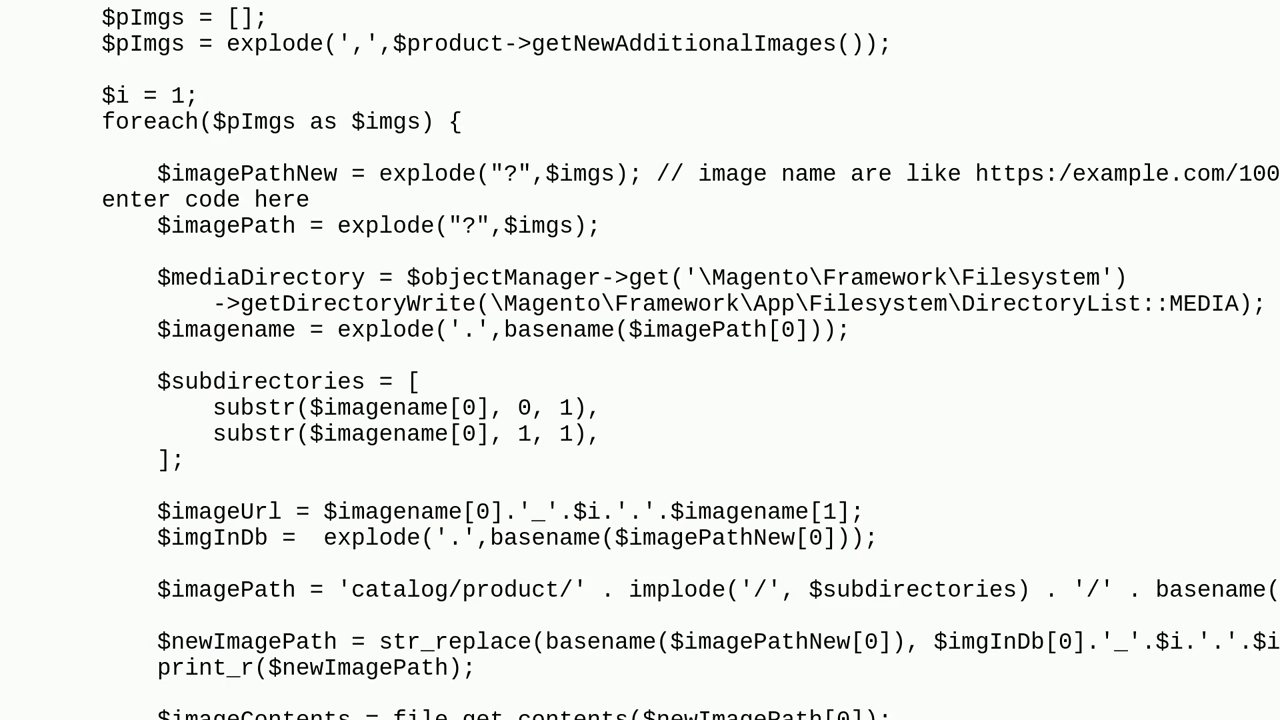 $pImgs = [];
$pImgs = explode(',',$product->getNewAdditionalImages());
$i = 1;
foreach($pImgs as $imgs) {
$imagePathNew = explode("?",$imgs); // image name are like https:/example.com/100
enter code here
$imagePath = explode("?",$imgs);
$mediaDirectory = $objectManager->get('\Magento\Framework\Filesystem')
->getDirectoryWrite(\Magento\Framework\App\Filesystem\DirectoryList::MEDIA);
$imagename = explode('.',basename($imagePath[0]));
$subdirectories = [
substr($imagename[0], 0, 1),
substr($imagename[0], 1, 1),
];
$imageUrl = $imagename[0].'_'.$i.'.'.$imagename[1];
$imgInDb =  explode('.',basename($imagePathNew[0]));
$imagePath = 'catalog/product/' . implode('/', $subdirectories) . '/' . basename(
$newImagePath = str_replace(basename($imagePathNew[0]), $imgInDb[0].'_'.$i.'.'.$i
print_r($newImagePath);
$imageContents = file_get_contents($newImagePath[0]);